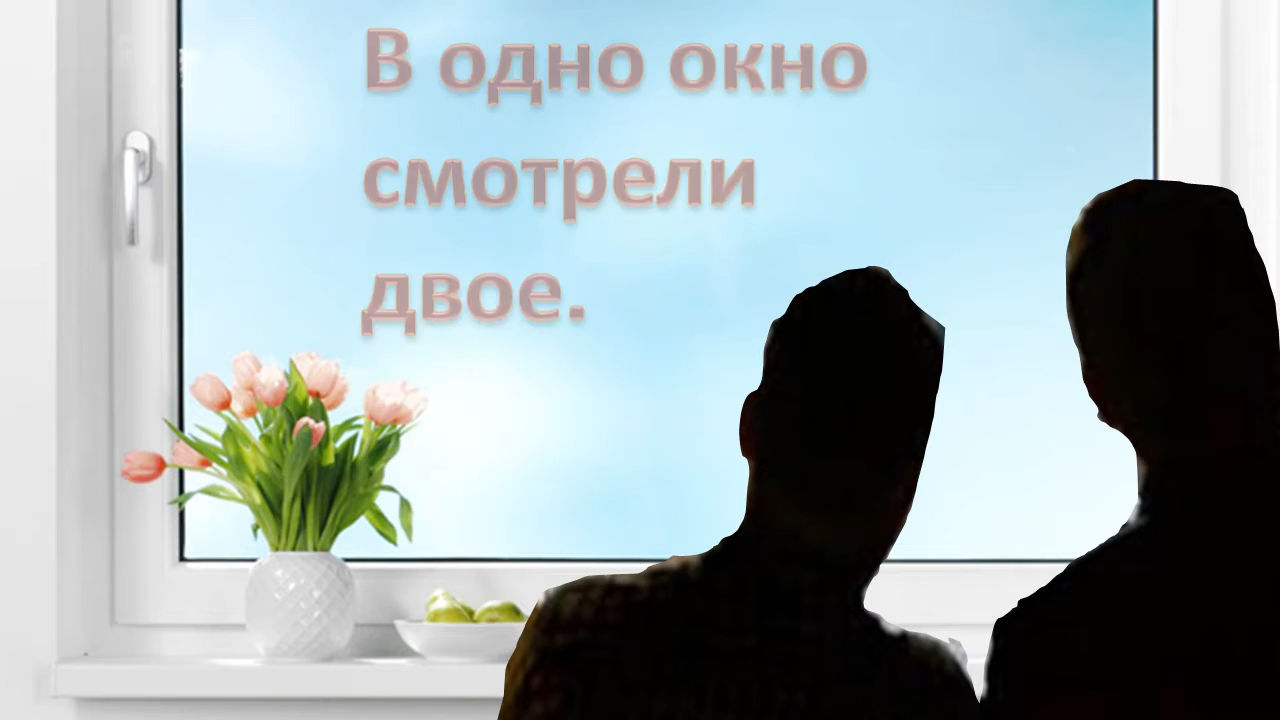 В одно окно
смотрели
двое.